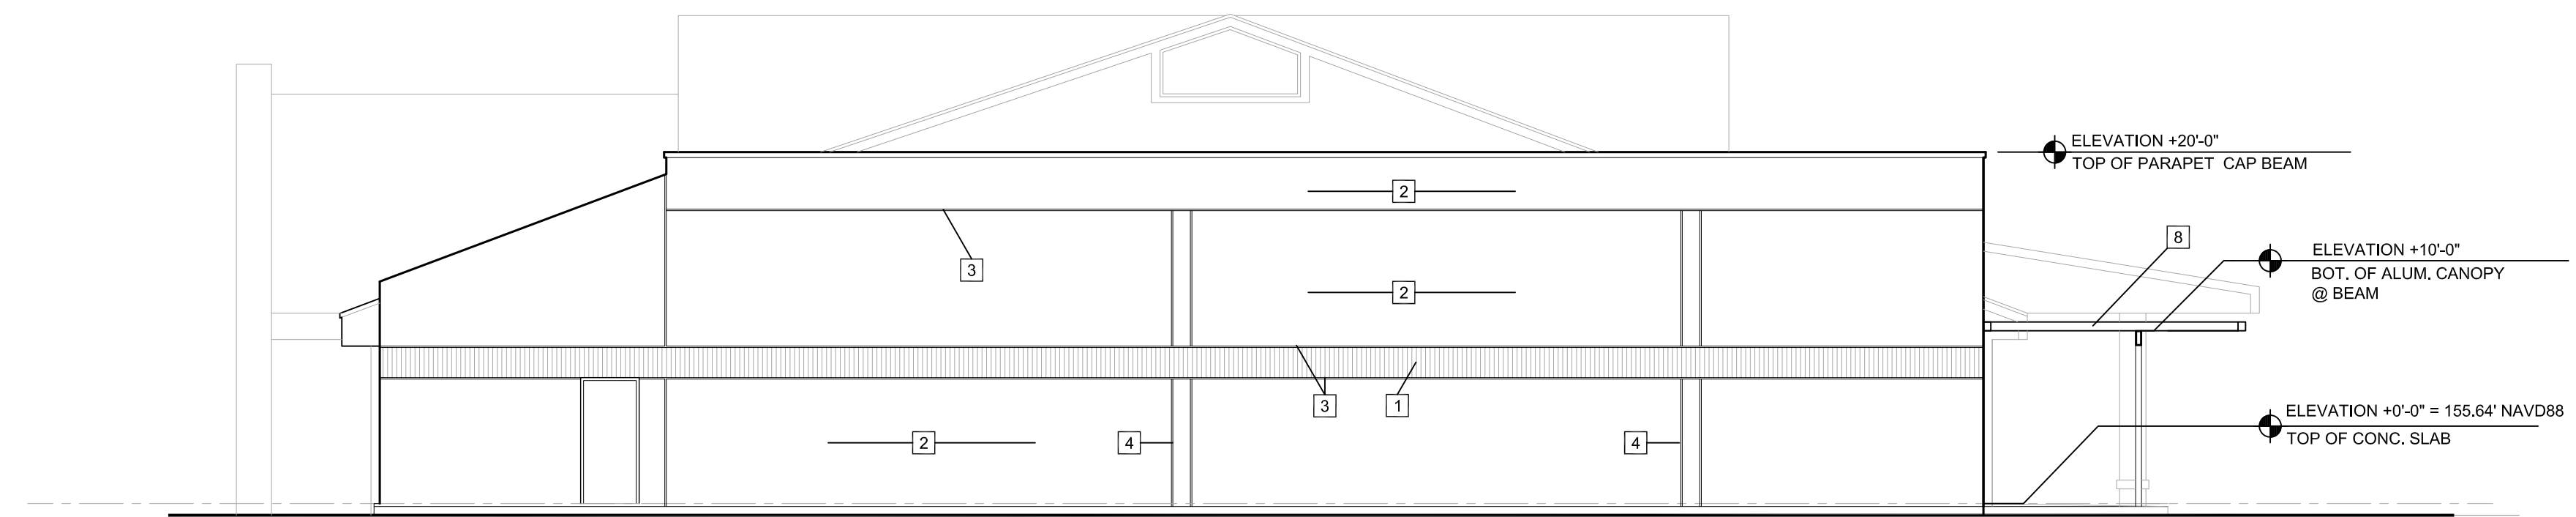 ELEVATION +20'-0"
TOP OF PARAPET CAP BEAM
2
8
ELEVATION +10'-0"
BOT. OF ALUM. CANOPY
@ BEAM
3
2
3
1
ELEVATION +0'-0" = 155.64' NAVD88
TOP OF CONC. SLAB
2
4
4